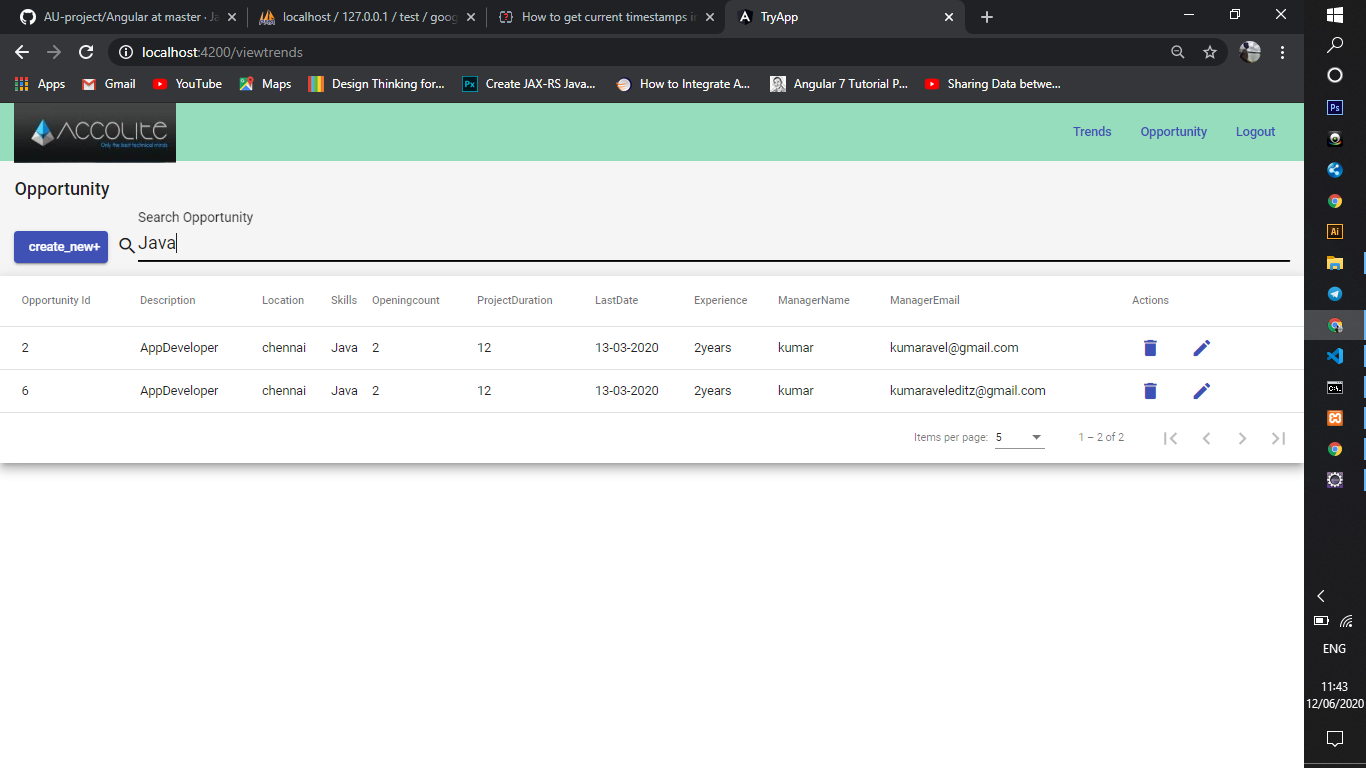 AU-project/Angular at master · Ja
localhost / 127.0.0.1 / test / goog
How to get current timestamps in
TryApp
localhost:4200/viewtrends
Apps
Gmail
YouTube
Maps
Design Thinking for...
Create JAX-RS Java...
How to Integrate A...
Angular 7 Tutorial P...
Sharing Data betwe...
ACCOLITE
Only the best technical minds
Trends Opportunity Logout
Opportunity
Search Opportunity
create_new+
Java
Opportunity Id Description Location Skills Openingcount ProjectDuration LastDate Experience ManagerName ManagerEmail Actions
2 AppDeveloper chennai Java 2 12 13-03-2020 2years kumar kumaravel@gmail.com
6 AppDeveloper chennai Java 2 12 13-03-2020 2years kumar kumaraveleditz@gmail.com
Items per page: 5 1 – 2 of 2
Ps
Ai
C:\.
ENG
11:43
12/06/2020